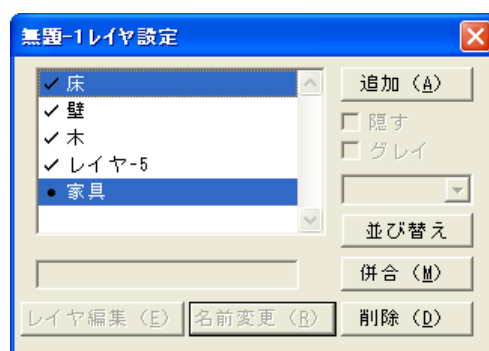 無題-1レイヤ設定
床
壁
木
レイヤ-5
家具
追加（A）
隠す
グレイ
並び替え
併合（M）
レイヤ編集（E）
名前変更（R）
削除（D）